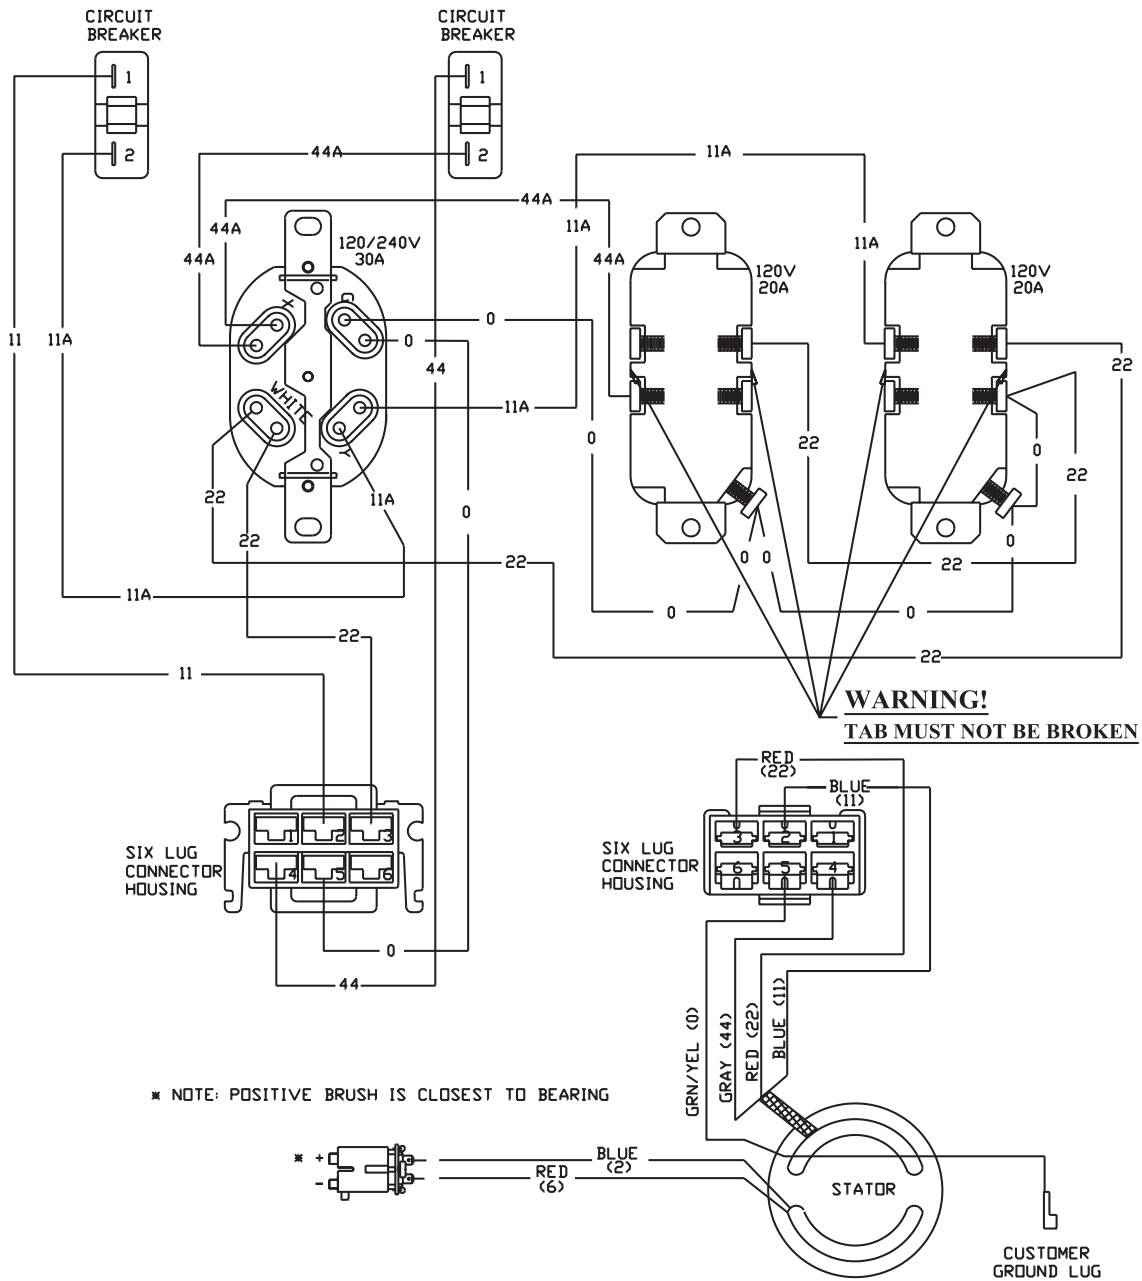 CIRCUIT
BREAKER
CIRCUIT
BREAKER
1
1
2
2
44A
11A
44A
44A
11A
120/240V
30A
11A
44A
44A
120V
20A
120V
20A
X
G
0
0
11
11A
44
22
WHITE
11A
Y
0
22
0
22
22
11A
0
22
0
0
0
22
22
11A
0
0
22
22
11
WARNING!
TAB MUST NOT BE BROKEN
RED
(22)
BLUE
(11)
1
2
3
3
2
1
SIX LUG
CONNECTOR
HOUSING
4
5
6
SIX LUG
CONNECTOR
HOUSING
6
5
4
0
44
GRN/YEL (0)
GRAY (44)
RED (22)
BLUE (11)
* NOTE: POSITIVE BRUSH IS CLOSEST TO BEARING
* +
-
BLUE
(2)
RED
(6)
STATOR
CUSTOMER
GROUND LUG